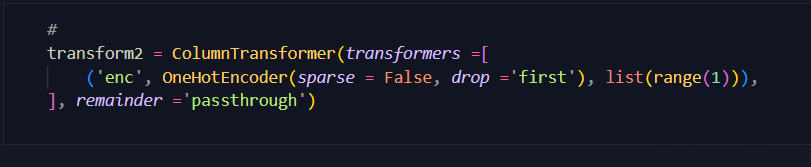 #
transform2 = ColumnTransformer(transformers =[
('enc', OneHotEncoder(sparse = False, drop ='first'), list(range(1))),
], remainder ='passthrough')